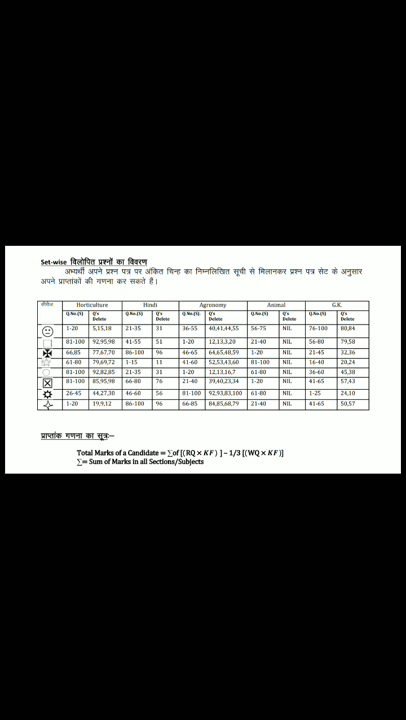 Set-wise विलोपित प्रश्नों का विवरण
अभ्यर्थी अपने प्रश्न पत्र पर अंकित चिन्ह का निम्नलिखित सूची से मिलानकर प्रश्न पत्र सेट के अनुसार
अपने प्राप्तांकों की गणना कर सकते हैं।
सीरीज Horticulture Hindi Agronomy Animal G.K.
Q.No.(S) Q's Delete Q.No.(S) Q's Delete Q.No.(S). Q's Delete Q.No.(S) Q's Delete Q.No.(S) Q's Delete
1-20 5,15,18 21-35 31 36-55 40,41,44,55 56-75 NIL 76-100 80,84
81-100 92,95,98 41-55 51 1-20 12,13,3,20 21-40 NIL 56-80 79,58
66,85 77,67,70 86-100 96 46-65 64,65,48,59 1-20 NIL 21-45 32,36
61-80 79,69,72 1-15 11 41-60 52,53,43,60 81-100 NIL 16-40 20,24
81-100 92,82,85 21-35 31 1-20 12,13,16,7 61-80 NIL 36-60 45,38
81-100 85,95,98 66-80 76 21-40 39,40,23,34 1-20 NIL 41-65 57,43
26-45 44,27,30 46-60 56 81-100 92,93,83,100 61-80 NIL 1-25 24,10
1-20 19,9,12 86-100 96 66-85 84,85,68,79 21-40 NIL 41-65 50,57
प्राप्तांक गणना का सूत्र:–
Total Marks of a Candidate = ∑of [(RQ × KF ) ] – 1/3 [(WQ × KF )]
∑= Sum of Marks in all Sections/Subjects